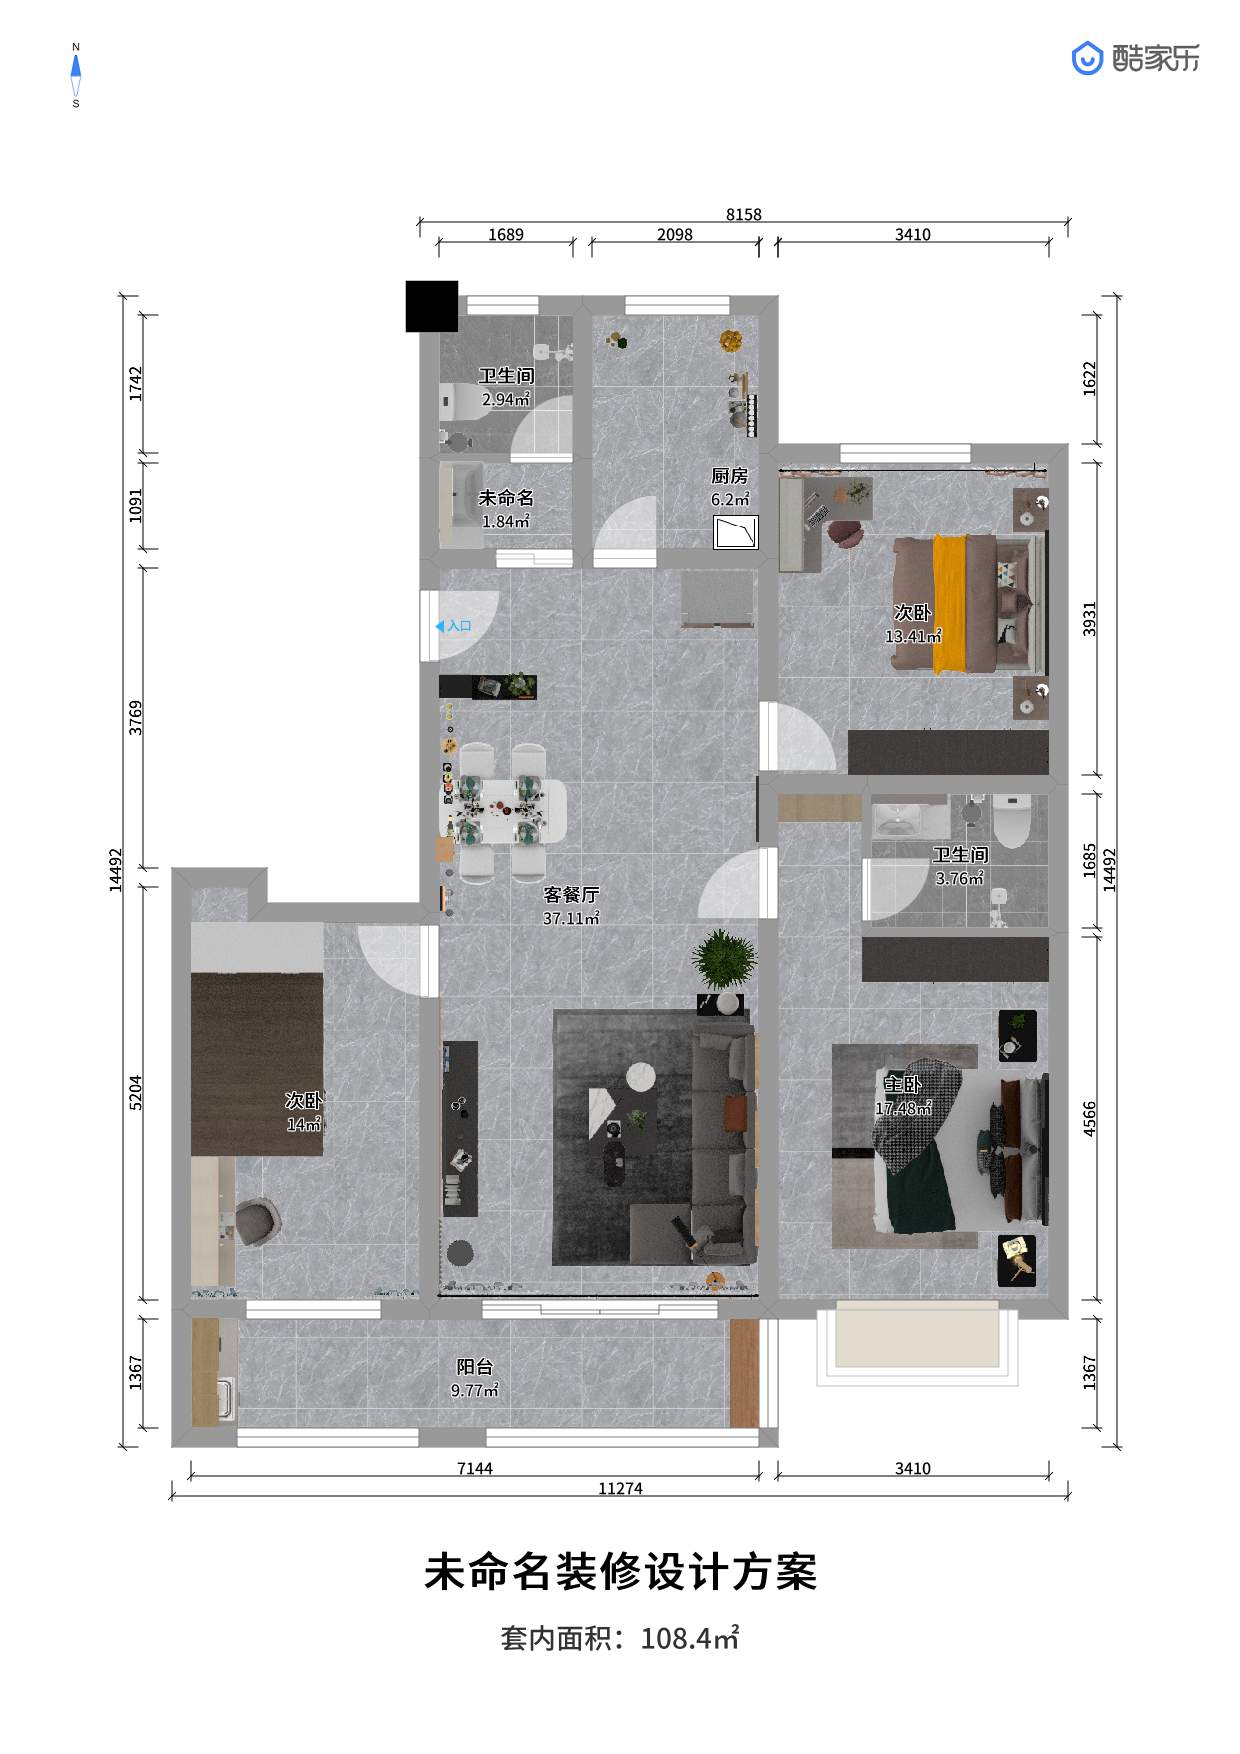 N
S
酷家乐
8158
1689
2098
3410
14492
1742
1091
3769
5204
1367
1622
3931
1685
14492
4566
1367
卫生间
2.94㎡
未命名
1.84㎡
厨房
6.2㎡
入口
次卧
13.41㎡
卫生间
3.76㎡
客餐厅
37.11㎡
次卧
14㎡
主卧
17.48㎡
阳台
9.77㎡
7144
3410
11274
未命名装修设计方案
套内面积：108.4㎡